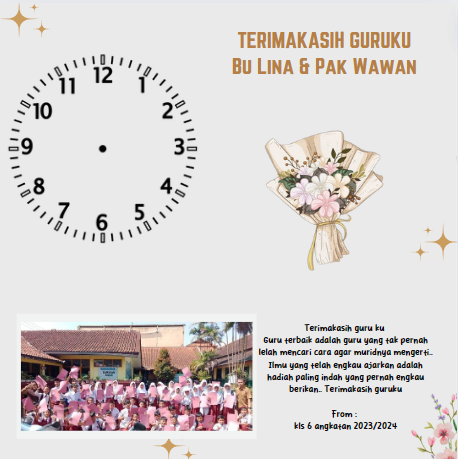 TERIMAKASIH GURUKU
BU LINA & PAK WAWAN
12
1
2
3
4
5
6
7
8
9
10
11
Terimakasih guru ku
Guru terbaik adalah guru yang tak pernah
lelah mencari cara agar muridnya mengerti..
Ilmu yang telah engkau ajarkan adalah
hadiah paling indah yang pernah engkau
berikan.. Terimakasih guruku
From :
kls 6 angkatan 2023/2024